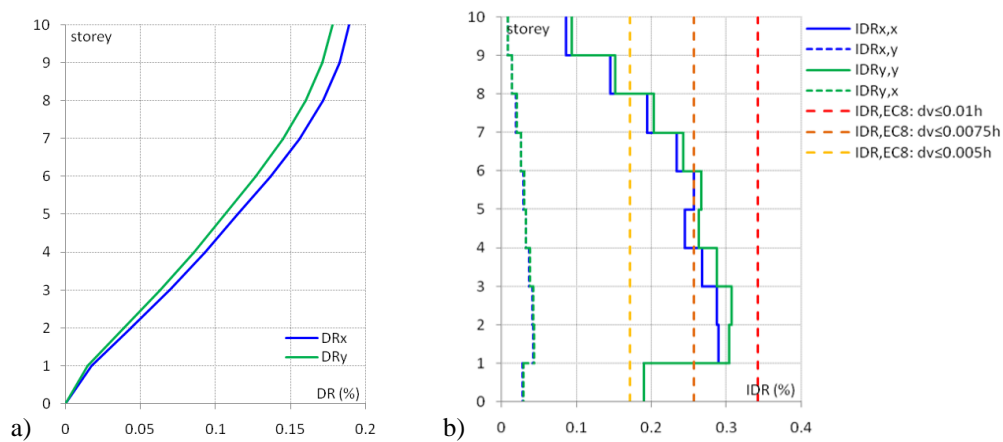 10
9
8
7
6
5
4
3
2
1
0
storey
DRx
DRy
DR (%)
0
0.05
0.1
0.15
0.2
a)
10
9
8
7
6
5
4
3
2
1
0
storey
IDR (%)
0
0.1
0.2
0.3
0.4
b)
IDRx,x
IDRx,y
IDRy,y
IDRy,x
IDR,EC8: dv≤0.01h
IDR,EC8: dv≤0.0075h
IDR,EC8: dv≤0.005h